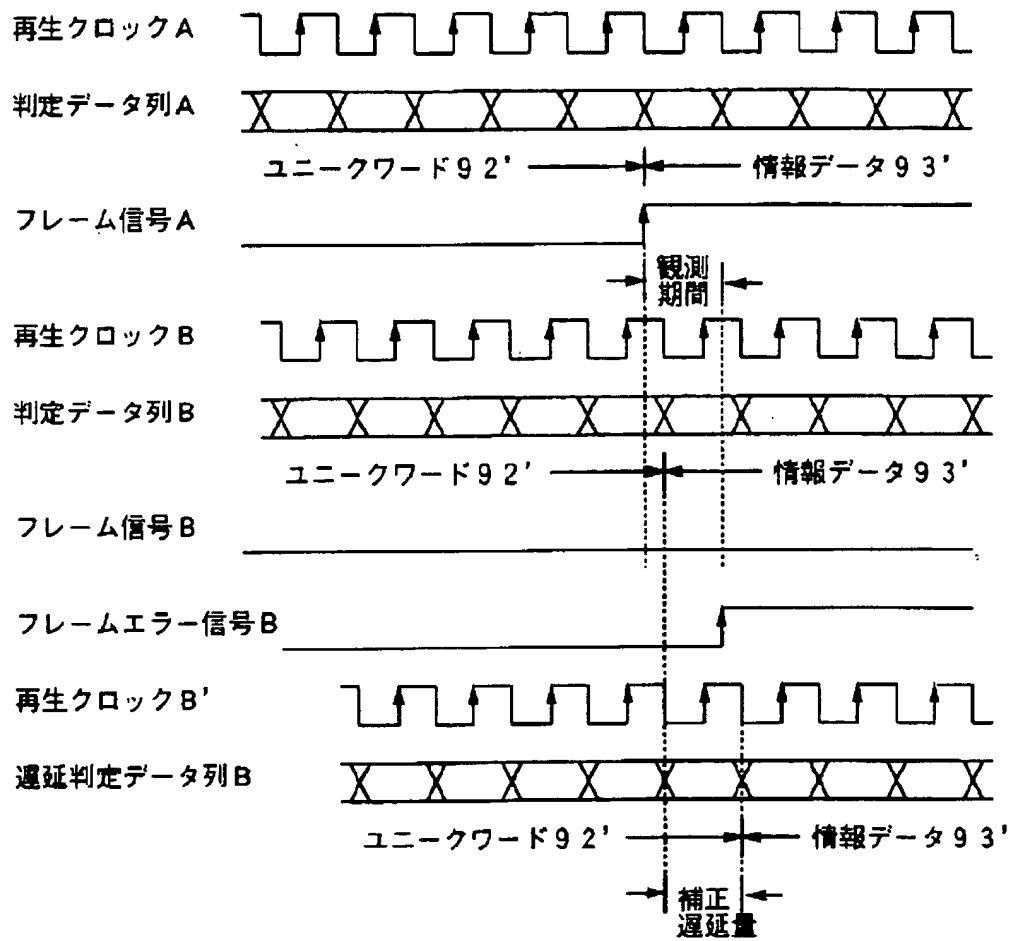 再生クロックA
判定データ列A
ユニークワード92' 情報データ93'
フレーム信号A
観測
期間
再生クロックB
判定データ列B
ユニークワード92' 情報データ93'
フレーム信号B
フレームエラー信号B
再生クロックB'
遅延判定データ列B
ユニークワード92' 情報データ93'
補正
遅延量